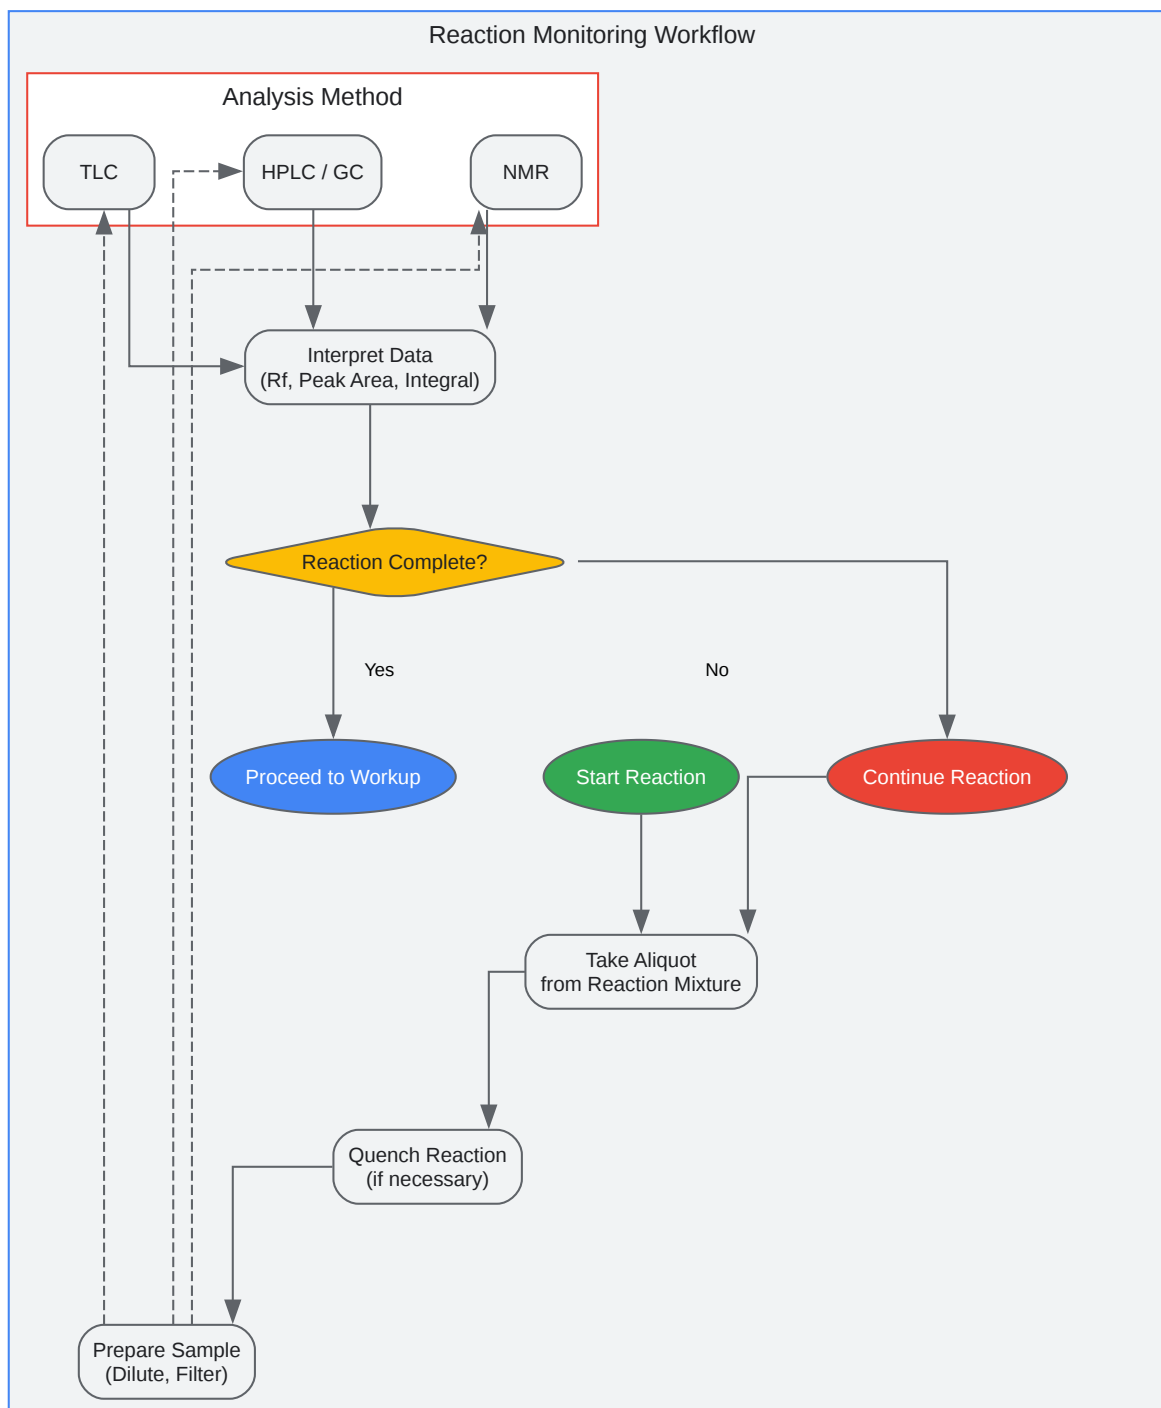 Reaction Monitoring Workflow
Analysis Method
TLC
HPLC / GC
NMR
Interpret Data
(Rf, Peak Area, Integral)
Reaction Complete?
Yes
No
Proceed to Workup
Start Reaction
Continue Reaction
Take Aliquot
from Reaction Mixture
Quench Reaction
(if necessary)
Prepare Sample
(Dilute, Filter)